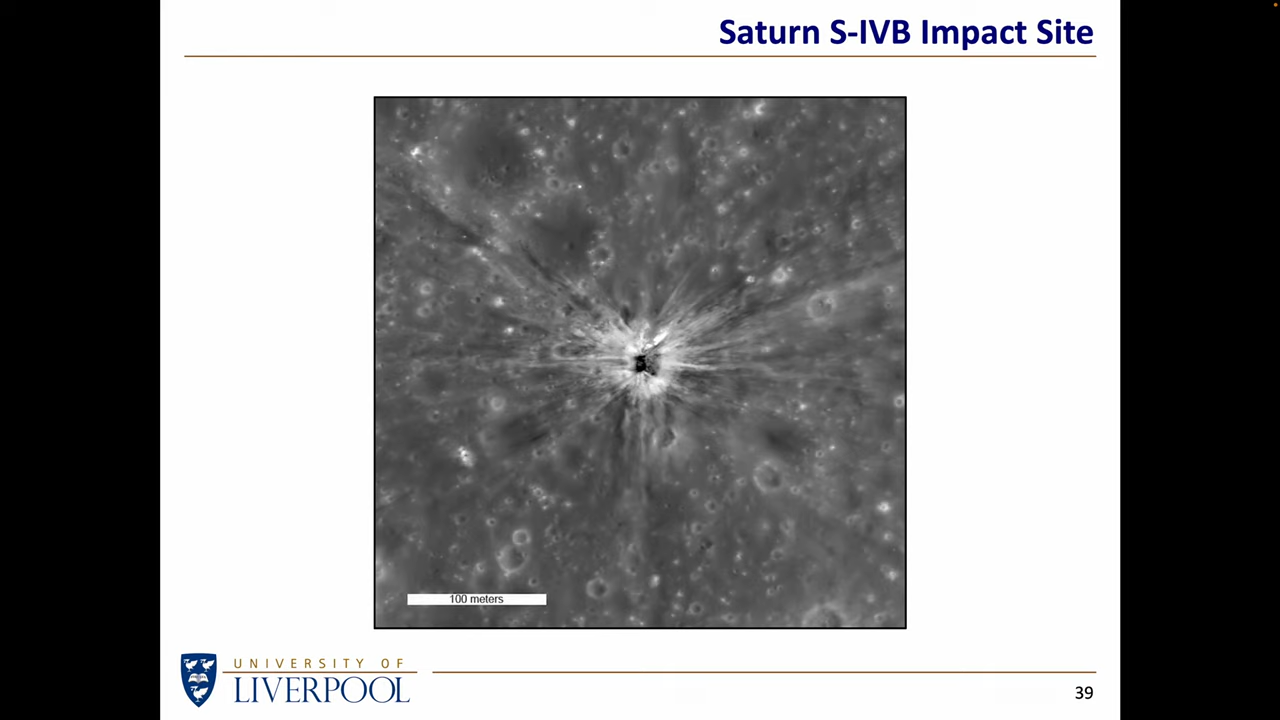 Saturn S-IVB Impact Site
100 meters
UNIVERSITY OF
LIVERPOOL
39